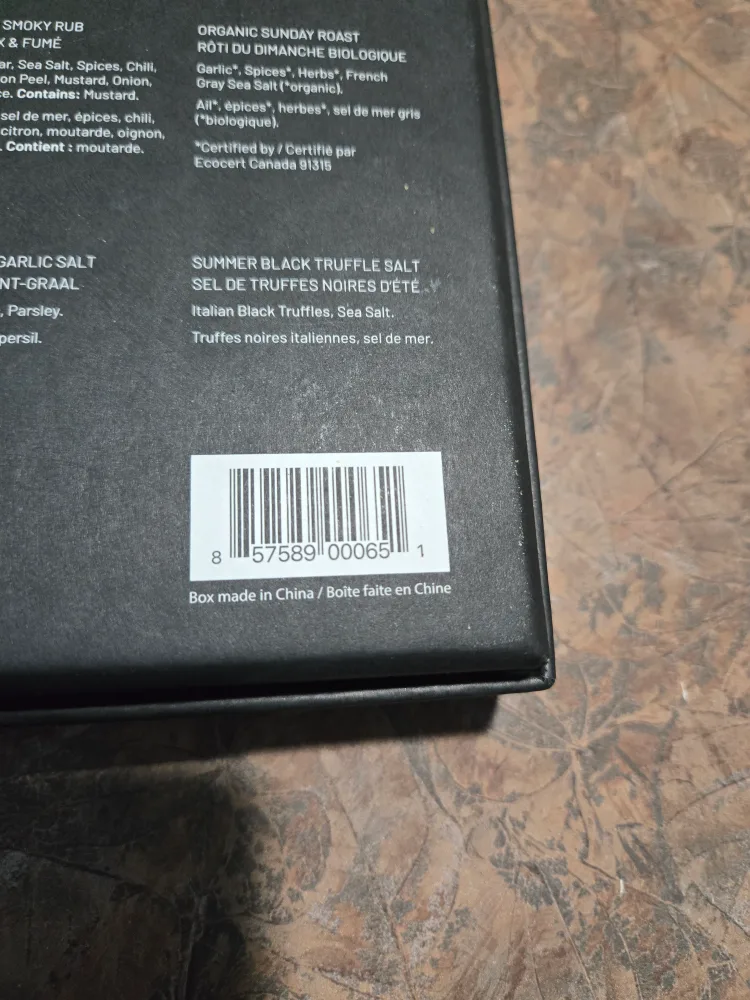 SMOKY RUB
& FUMÉ
Sea Salt, Spices, Chili,
Peel, Mustard, Onion,
Contains: Mustard.
sel de mer, épices, chili,
citron, moutarde, oignon,
Contient : moutarde.
ORGANIC SUNDAY ROAST
RÔTI DU DIMANCHE BIOLOGIQUE
Garlic*, Spices*, Herbs*, French
Gray Sea Salt (*organic).
Ail*, épices*, herbes*, sel de mer gris
(*biologique).
*Certified by / Certifié par
Ecocert Canada 91315
GARLIC SALT
NT-GRAAL
, Parsley.
persil.
SUMMER BLACK TRUFFLE SALT
SEL DE TRUFFES NOIRES D'ÉTÉ
Italian Black Truffles, Sea Salt.
Truffes noires italiennes, sel de mer.
8 57589 00065 1
Box made in China / Boîte faite en Chine